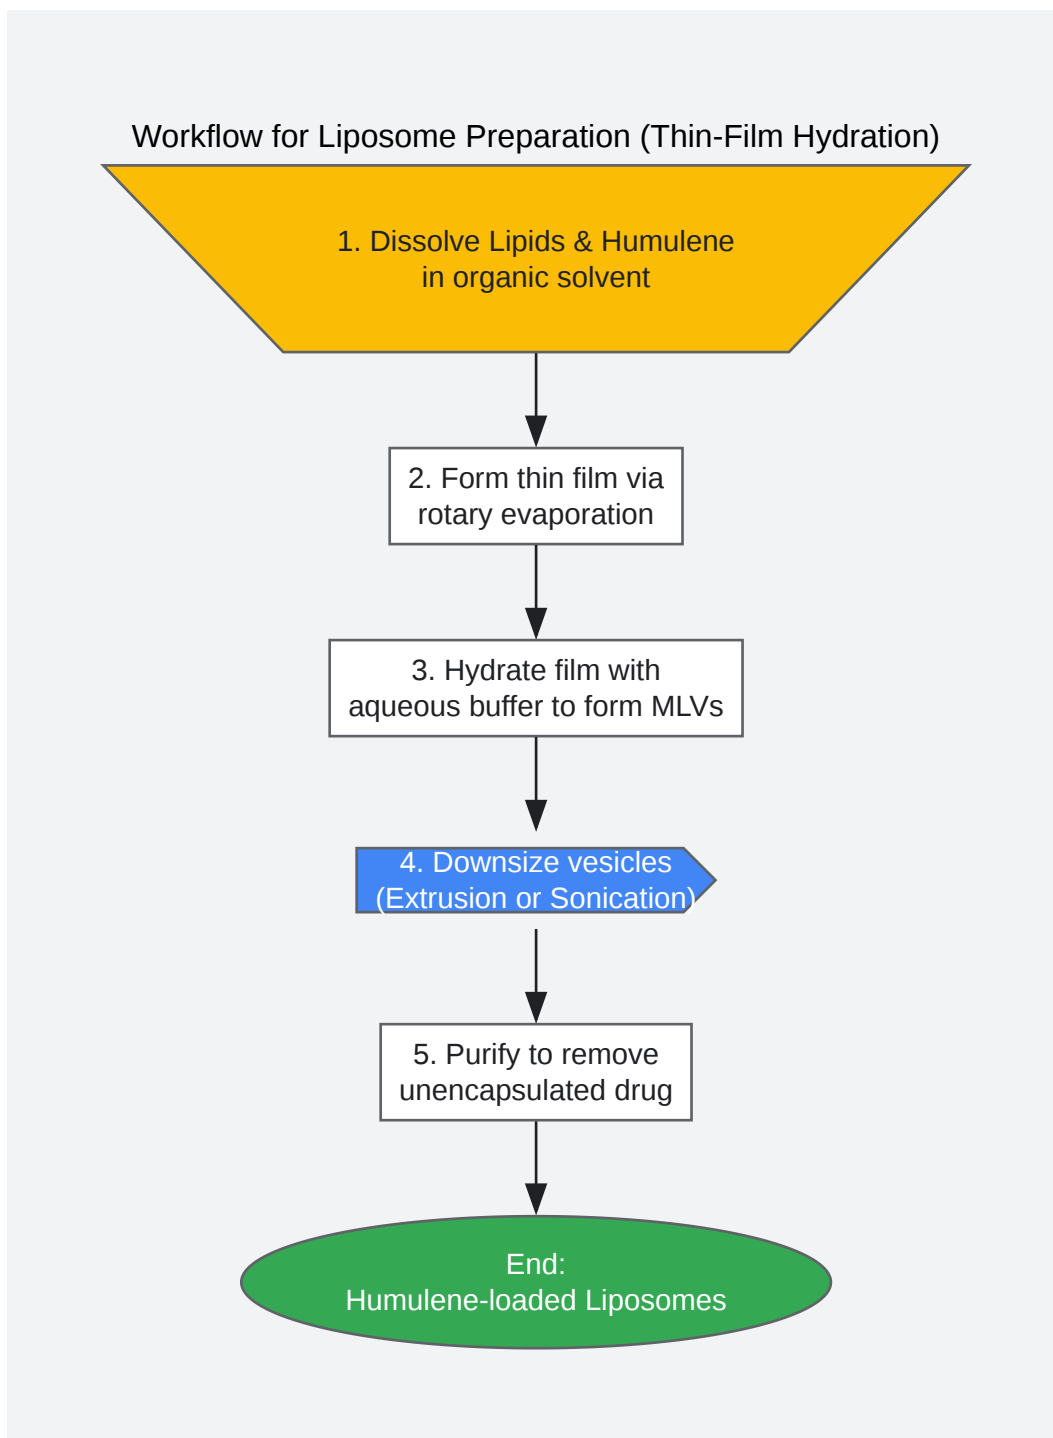 Workflow for Liposome Preparation (Thin-Film Hydration)
1. Dissolve Lipids & Humulene
in organic solvent
2. Form thin film via
rotary evaporation
3. Hydrate film with
aqueous buffer to form MLVs
4. Downsize vesicles
(Extrusion or Sonication)
5. Purify to remove
unencapsulated drug
End:
Humulene-loaded Liposomes